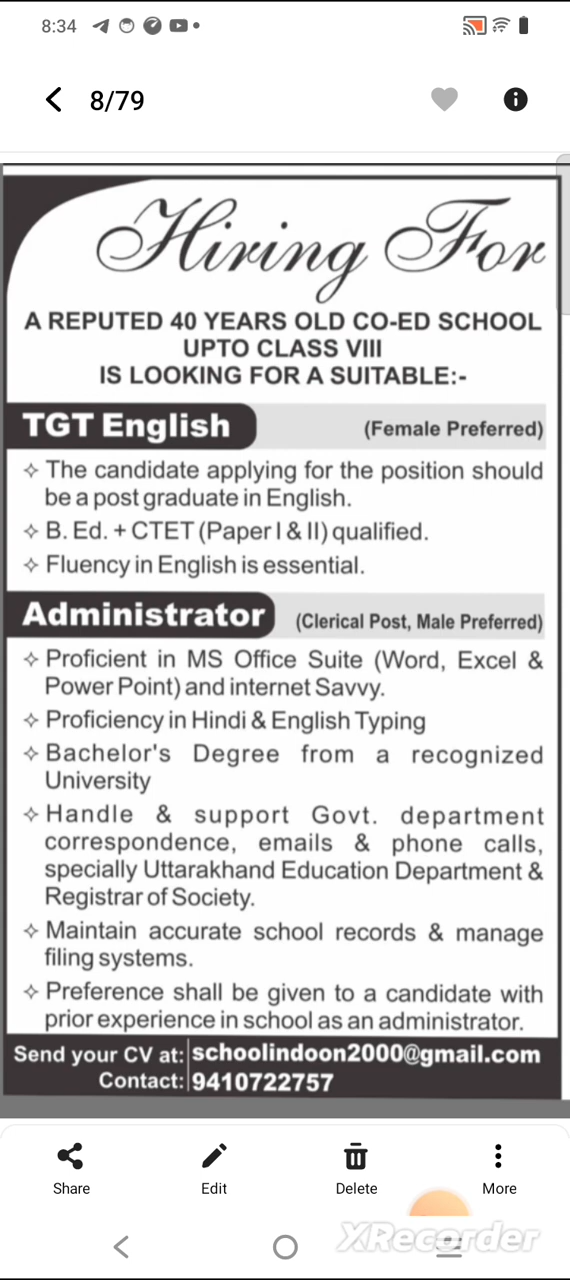 8:34
8/79
Hiring For
A REPUTED 40 YEARS OLD CO-ED SCHOOL
UPTO CLASS VIII
IS LOOKING FOR A SUITABLE:-
TGT English (Female Preferred)
✧ The candidate applying for the position should
be a post graduate in English.
✧ B. Ed. + CTET (Paper I & II) qualified.
✧ Fluency in English is essential.
Administrator (Clerical Post, Male Preferred)
✧ Proficient in MS Office Suite (Word, Excel &
Power Point) and internet Savvy.
✧ Proficiency in Hindi & English Typing
✧ Bachelor's Degree from a recognized
University
✧ Handle & support Govt. department
correspondence, emails & phone calls,
specially Uttarakhand Education Department &
Registrar of Society.
✧ Maintain accurate school records & manage
filing systems.
✧ Preference shall be given to a candidate with
prior experience in school as an administrator.
Send your CV at: schoolindoon2000@gmail.com
Contact: 9410722757
Share Edit Delete More
XRecorder